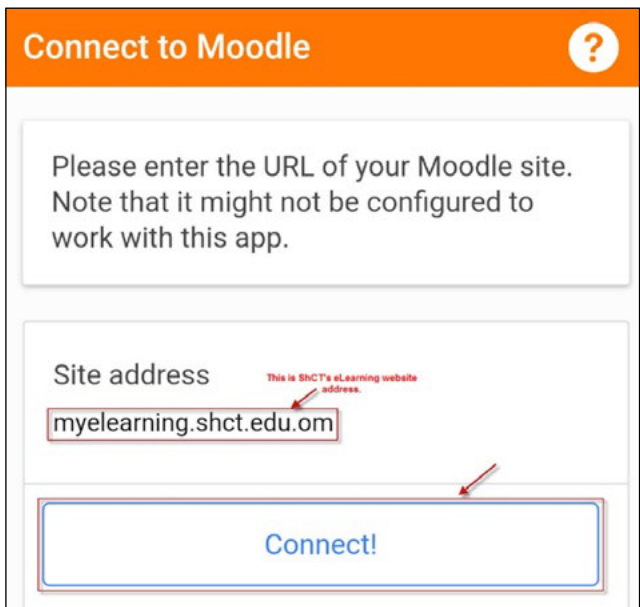 Connect to Moodle
?
Please enter the URL of your Moodle site.
Note that it might not be configured to
work with this app.
Site address
This is ShCT's eLearning website
address.
myelearning.shct.edu.om
Connect!